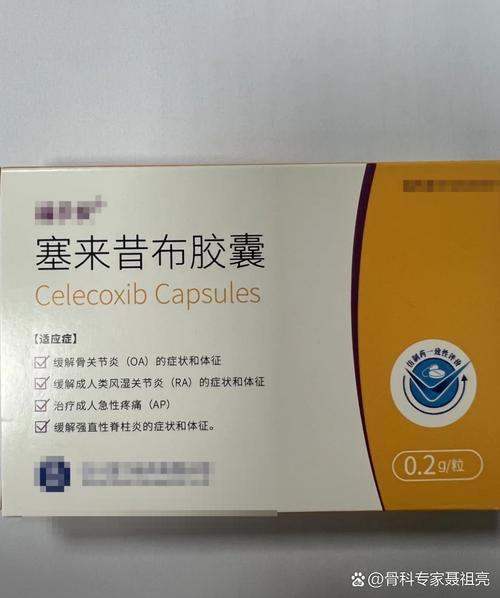 塞来昔布胶囊
Celecoxib Capsules
【适应症】
缓解骨关节炎（OA）的症状和体征
缓解成人类风湿关节炎（RA）的症状和体征
治疗成人急性疼痛（AP）
缓解强直性脊柱炎的症状和体征。
仿制药一致性评价
0.2g/粒
@骨科专家聂祖亮